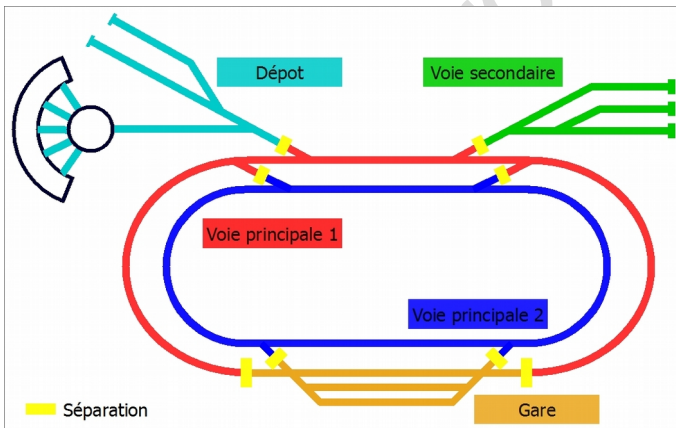 Dépot
Voie secondaire
Voie principale 1
Voie principale 2
Séparation
Gare